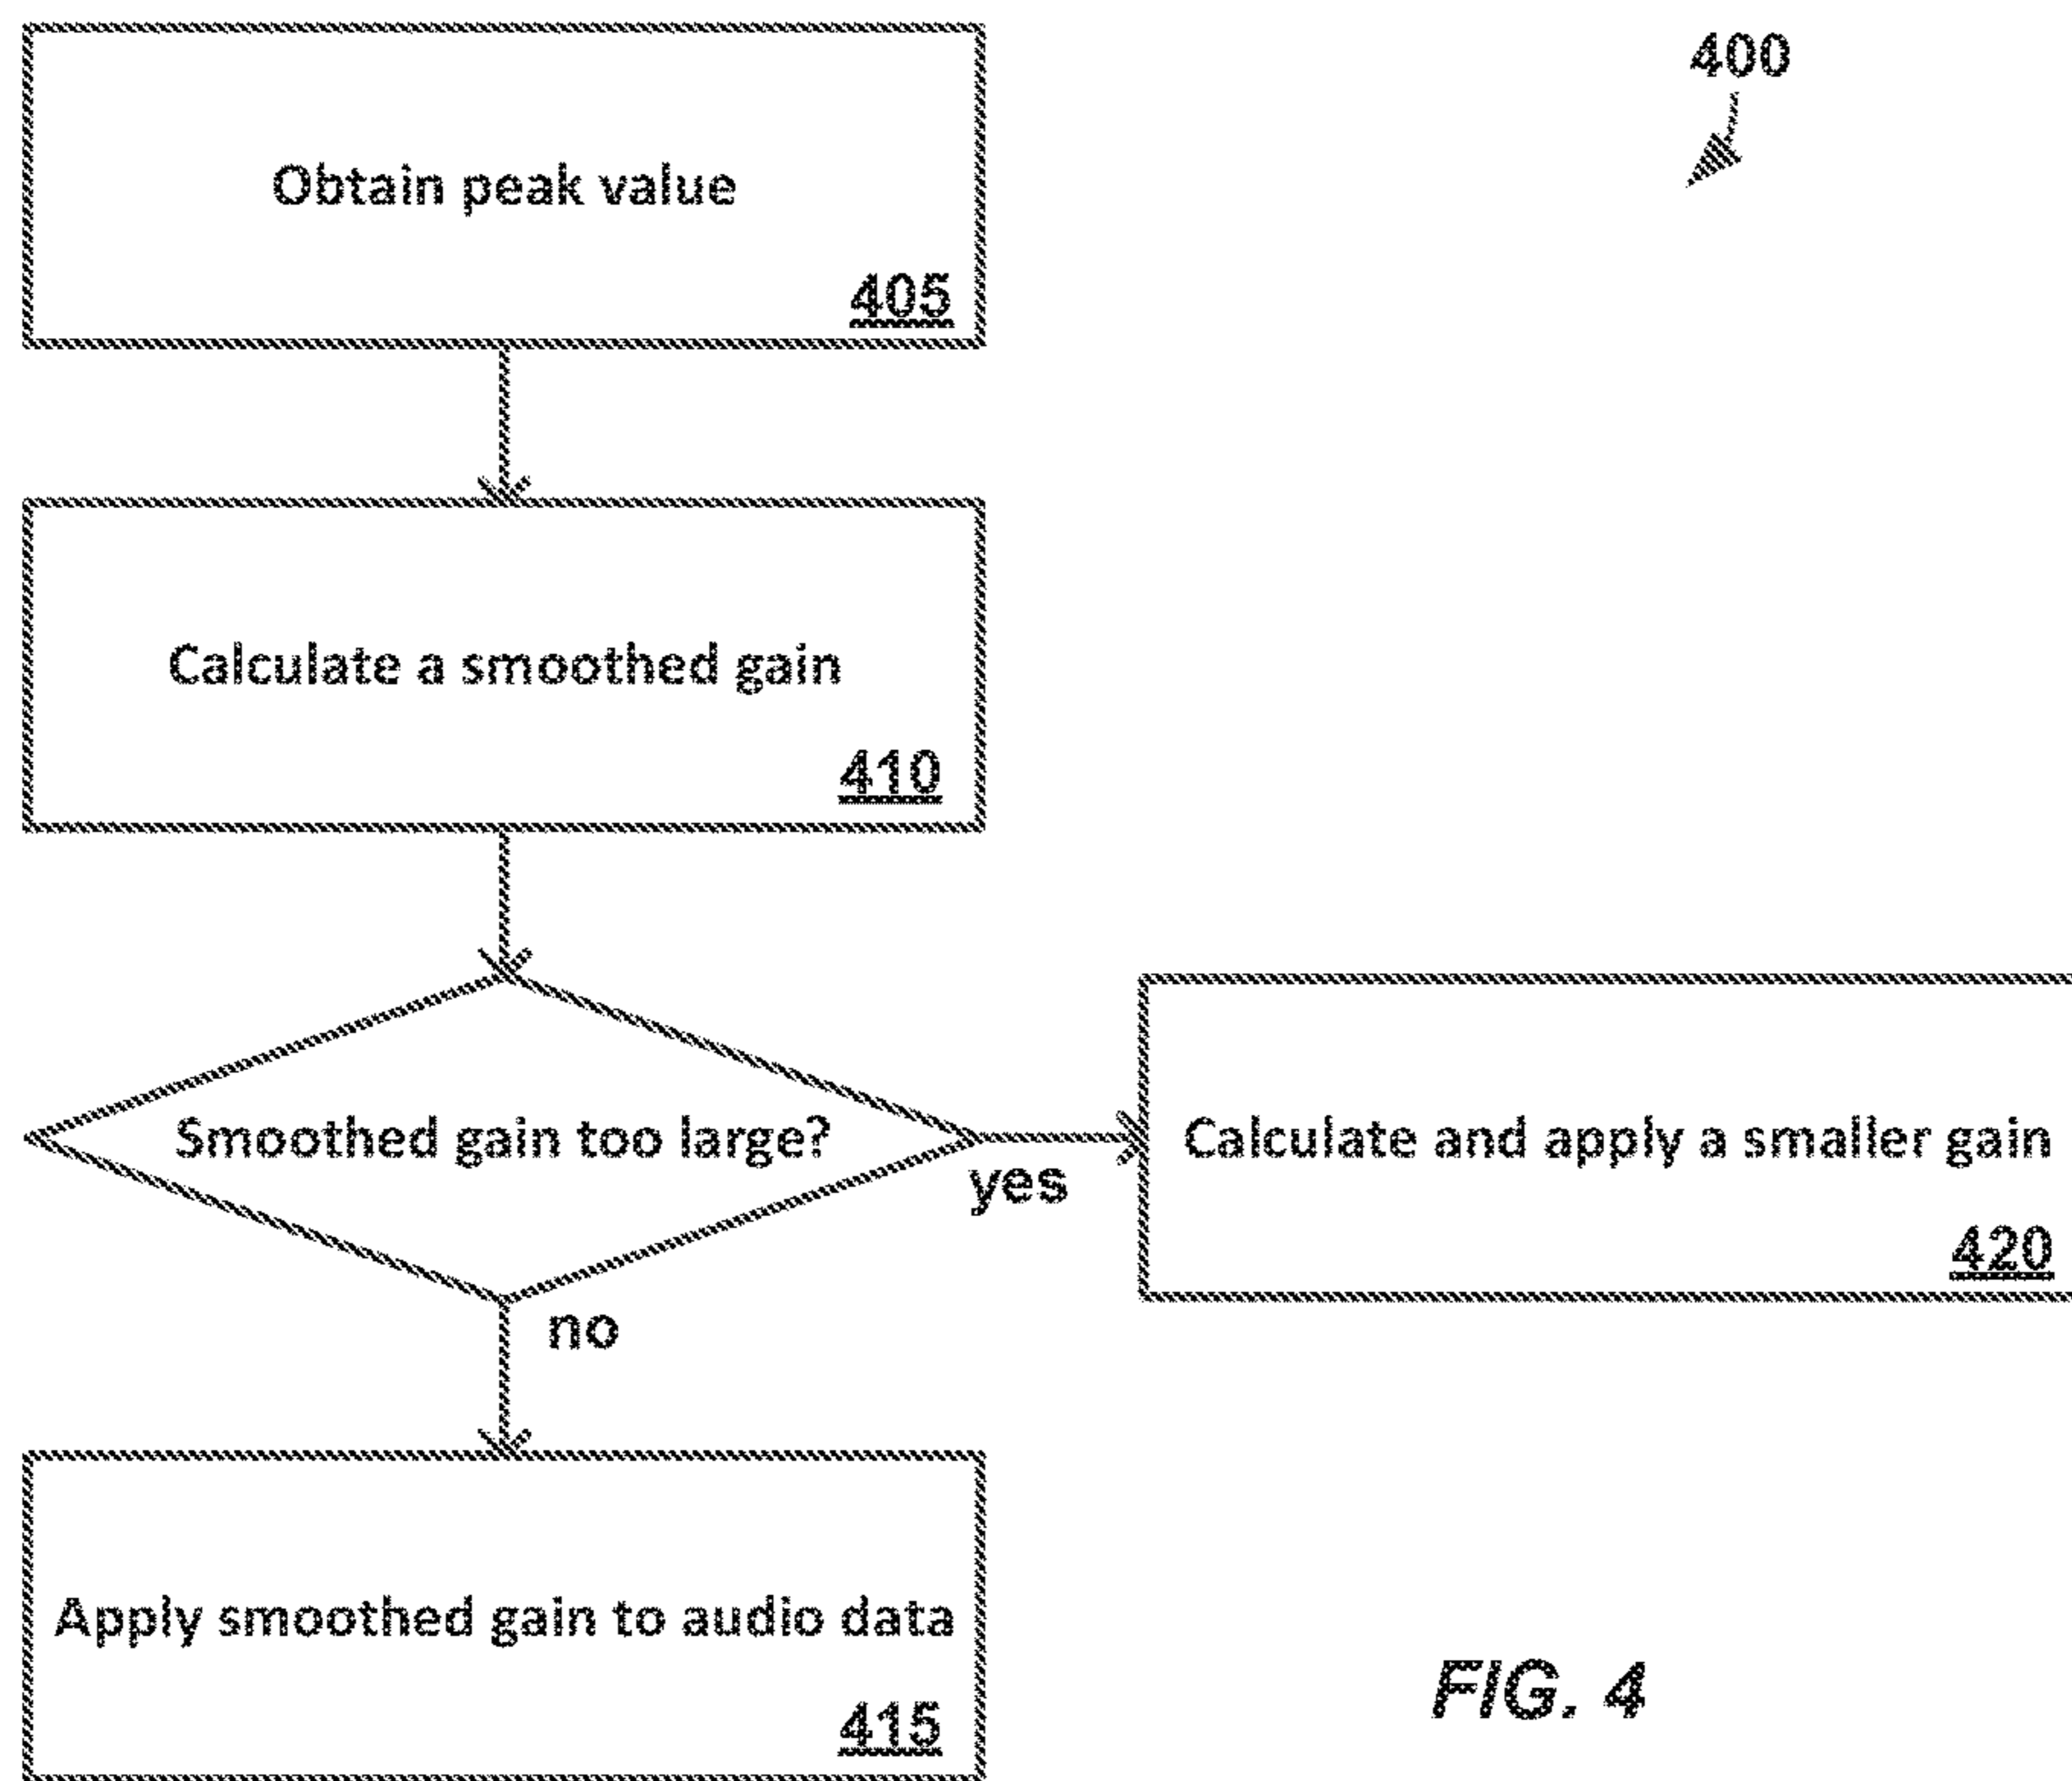 400
Obtain peak value
405
Calculate a smoothed gain
410
Smoothed gain too large?
yes
Calculate and apply a smaller gain
420
no
Apply smoothed gain to audio data
415
FIG. 4